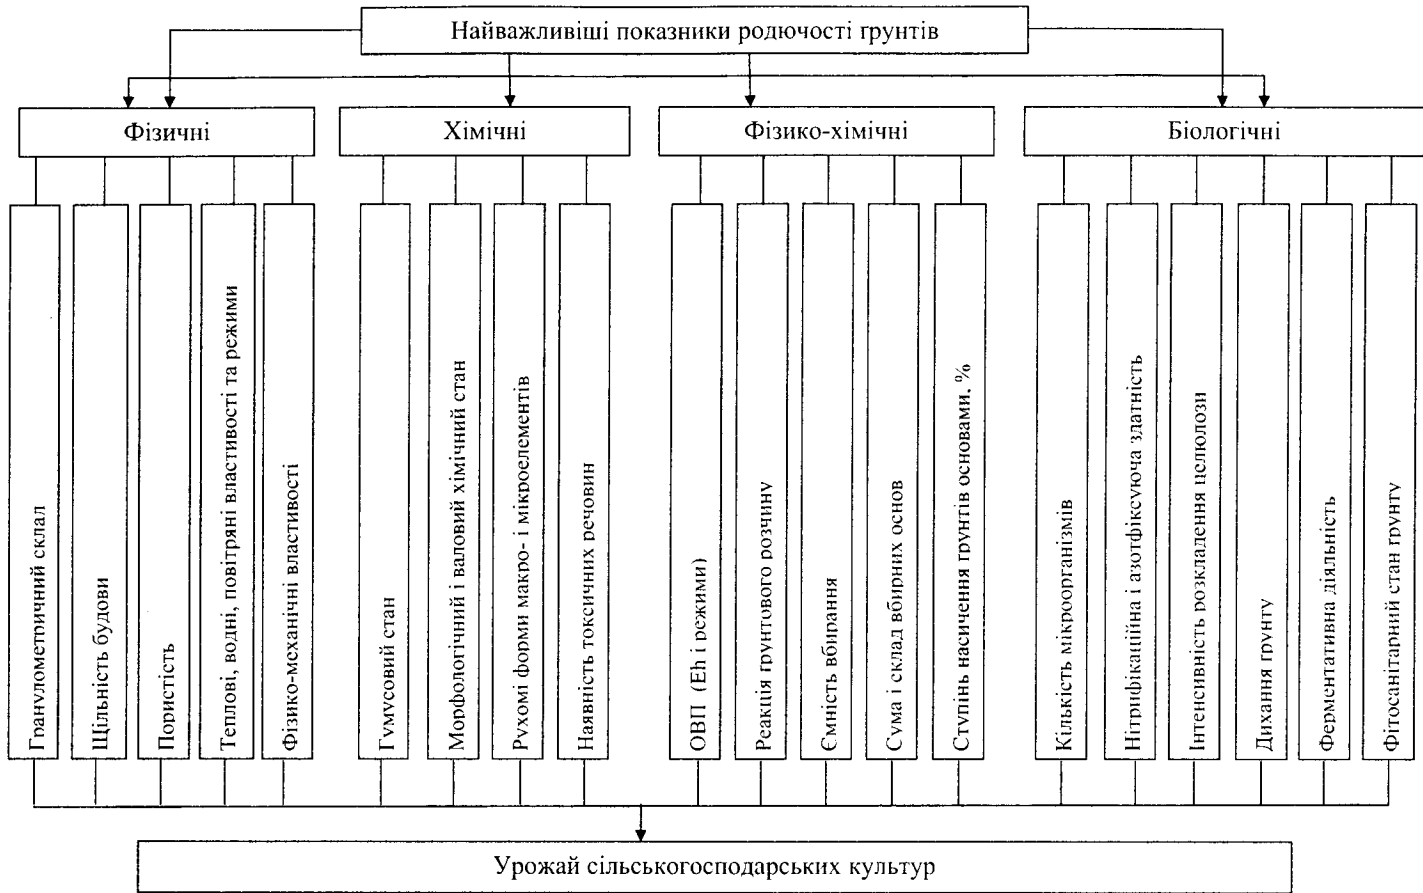 Найважливіші показники родючості ґрунтів
Фізичні
Хімічні
Фізико-хімічні
Біологічні
Гранулометричний склад
Щільність будови
Пористість
Теплові, водні, повітряні властивості та режими
Фізико-механічні властивості
Гумусовий стан
Морфологічний і валовий хімічний стан
Рухомі форми макро- і мікроелементів
Наявність токсичних речовин
ОВП (Eh і режими)
Реакція ґрунтового розчину
Ємність вбирання
Сума і склад вбирних основ
Ступінь насичення ґрунтів основами, %
Кількість мікроорганізмів
Нітрифікаційна і азотфіксуюча здатність
Інтенсивність розкладення целюлози
Дихання ґрунту
Ферментативна діяльність
Фітосанітарний стан ґрунту
Урожай сільськогосподарських культур